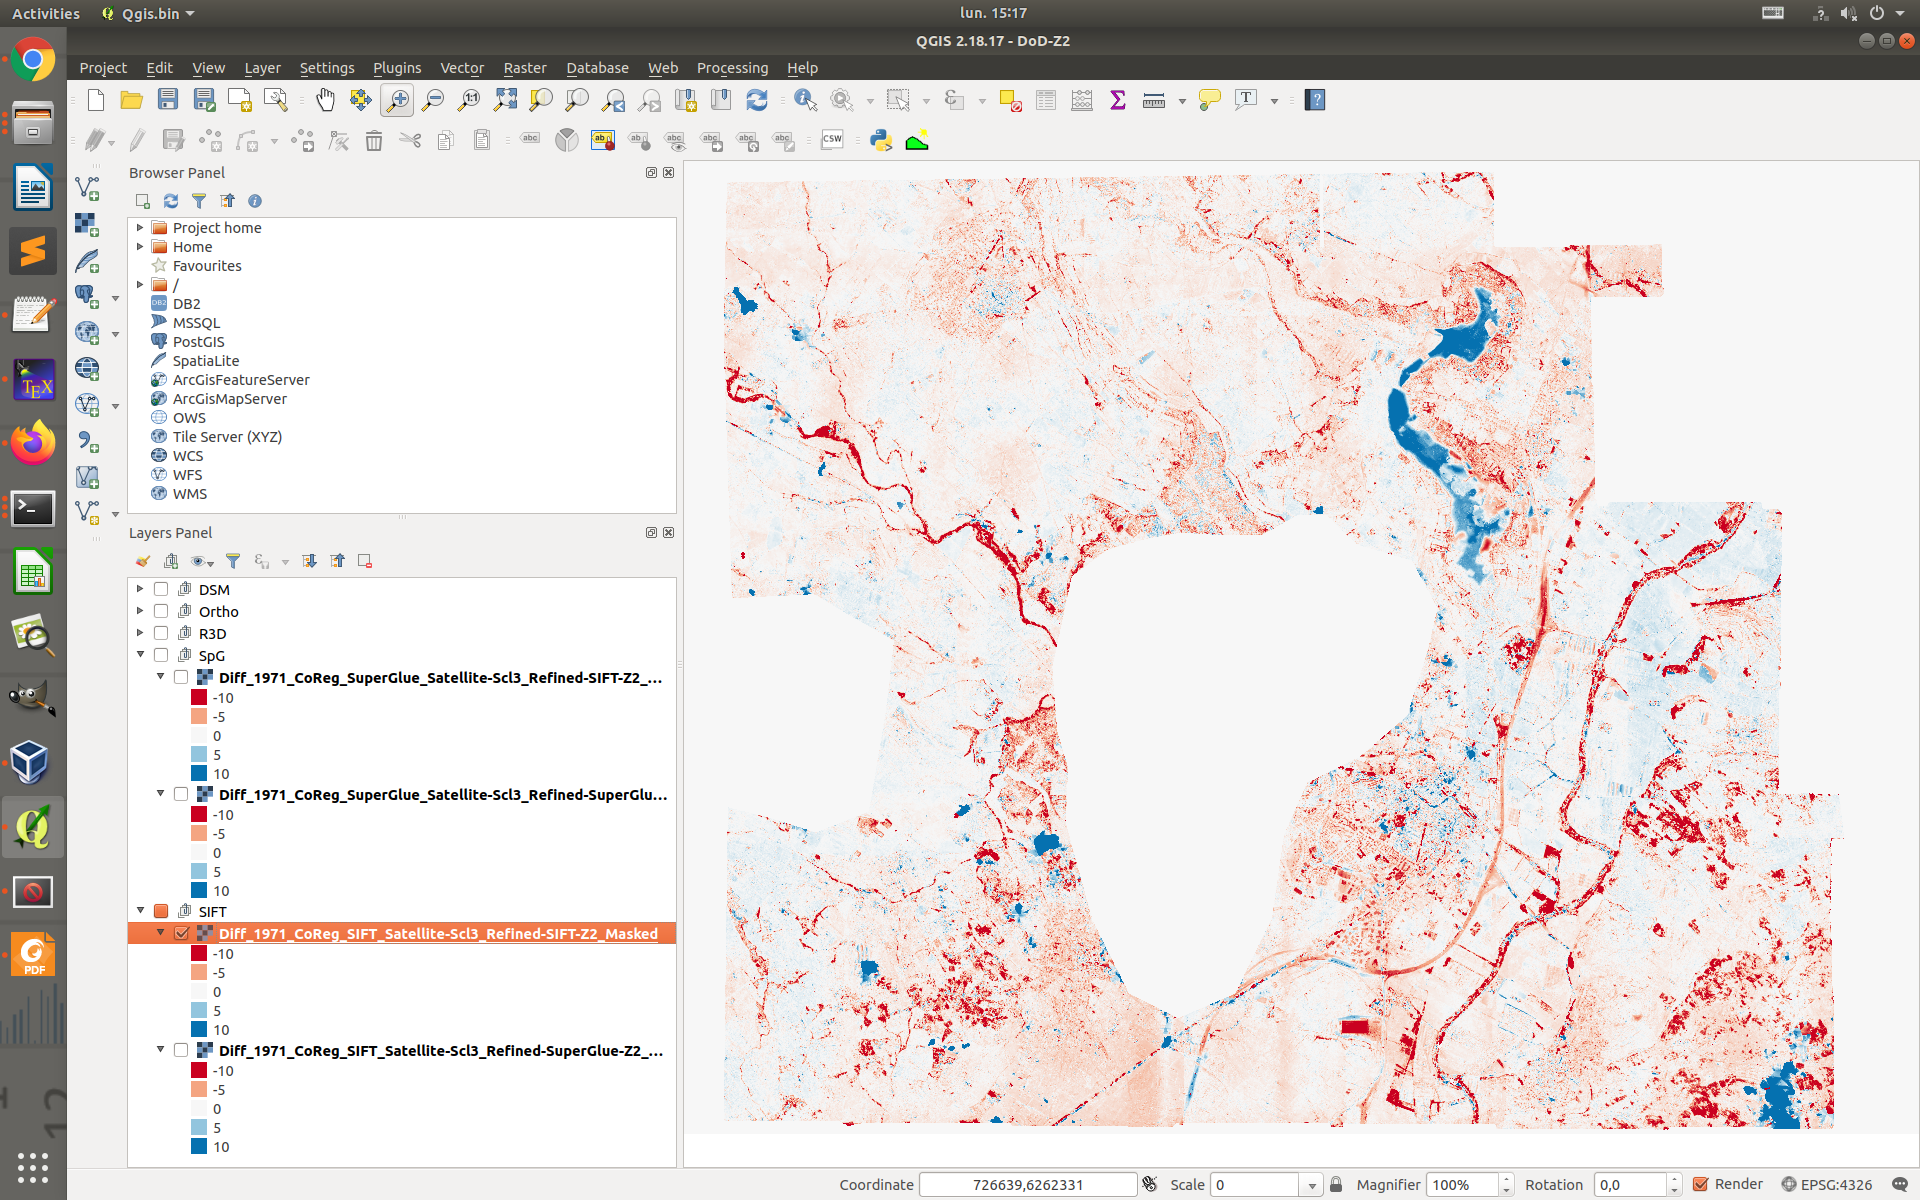 Activities
Qgis.bin
lun. 15:17
QGIS 2.18.17 - DoD-Z2
Project Edit View Layer Settings Plugins Vector Raster Database Web Processing Help
Browser Panel
Project home
Home
Favourites
/
DB2
MSSQL
PostGIS
SpatiaLite
ArcGisFeatureServer
ArcGisMapServer
OWS
Tile Server (XYZ)
WCS
WFS
WMS
Layers Panel
DSM
Ortho
R3D
SpG
Diff_1971_CoReg_SuperGlue_Satellite-Scl3_Refined-SIFT-Z2_...
-10
-5
0
5
10
Diff_1971_CoReg_SuperGlue_Satellite-Scl3_Refined-SuperGlu...
-10
-5
0
5
10
SIFT
Diff_1971_CoReg_SIFT_Satellite-Scl3_Refined-SIFT-Z2_Masked
-10
-5
0
5
10
Diff_1971_CoReg_SIFT_Satellite-Scl3_Refined-SuperGlue-Z2_...
-10
-5
0
5
10
Coordinate 726639,6262331 Scale 0 Magnifier 100% Rotation 0,0 Render EPSG:4326